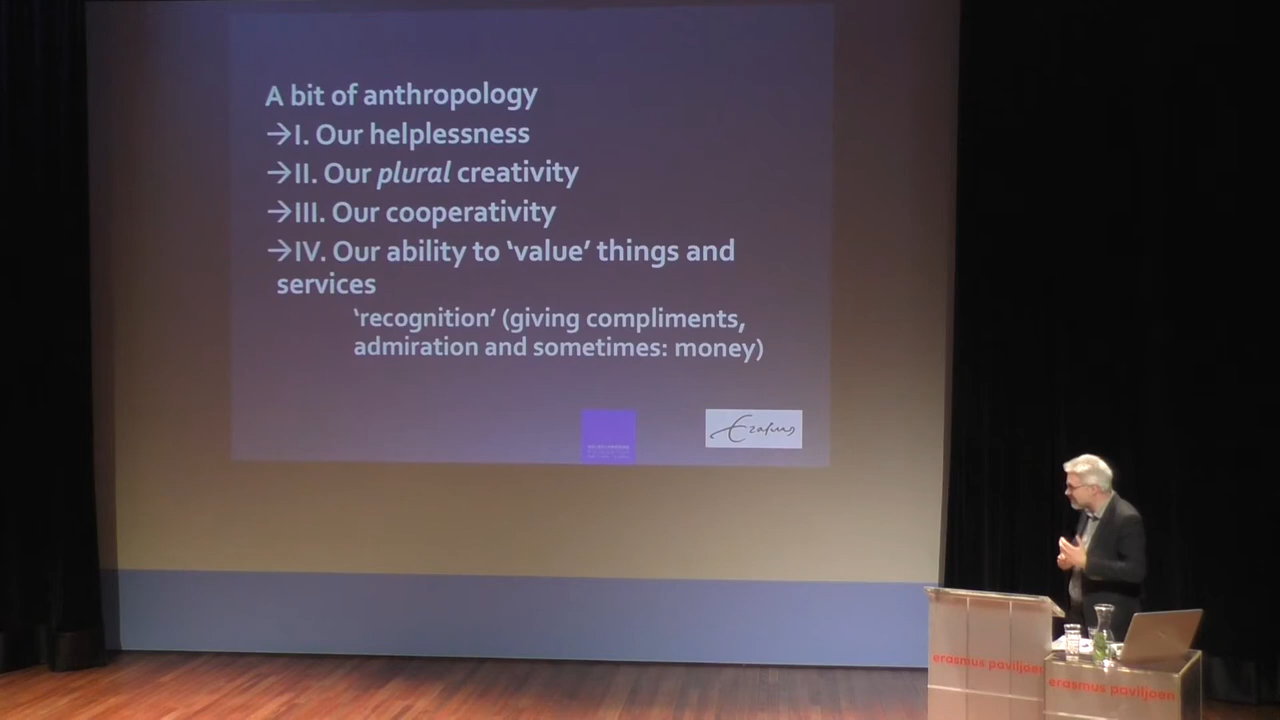 A bit of anthropology
→I. Our helplessness
→II. Our plural creativity
→III. Our cooperativity
→IV. Our ability to ‘value’ things and
services
‘recognition’ (giving compliments,
admiration and sometimes: money)
Erasmus
erasmus paviljoen
erasmus paviljoen